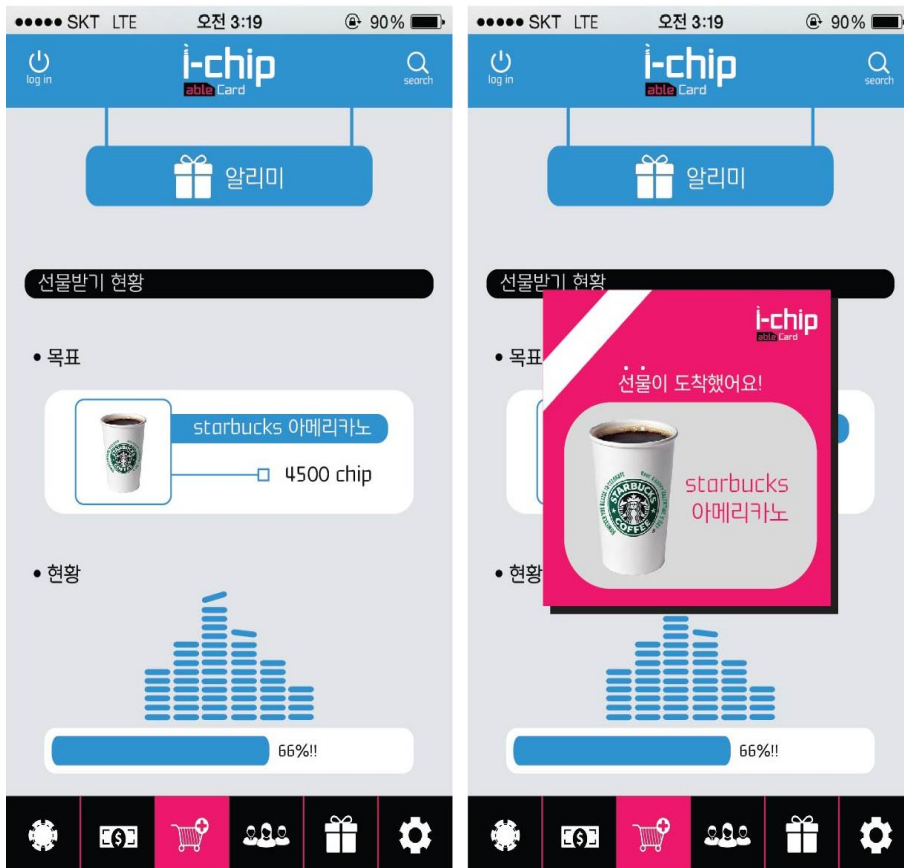 SKT LTE 오전 3:19 90%
log in
i-chip
able Card
search
알리미
선물받기 현황
• 목표
starbucks 아메리카노
4500 chip
• 현황
66%!!
SKT LTE 오전 3:19 90%
log in
i-chip
able Card
search
알리미
선물받기 현황
i-chip
able Card
• 목표
선물이 도착했어요!
STARBUCKS
COFFEE
starbucks
아메리카노
• 현황
66%!!